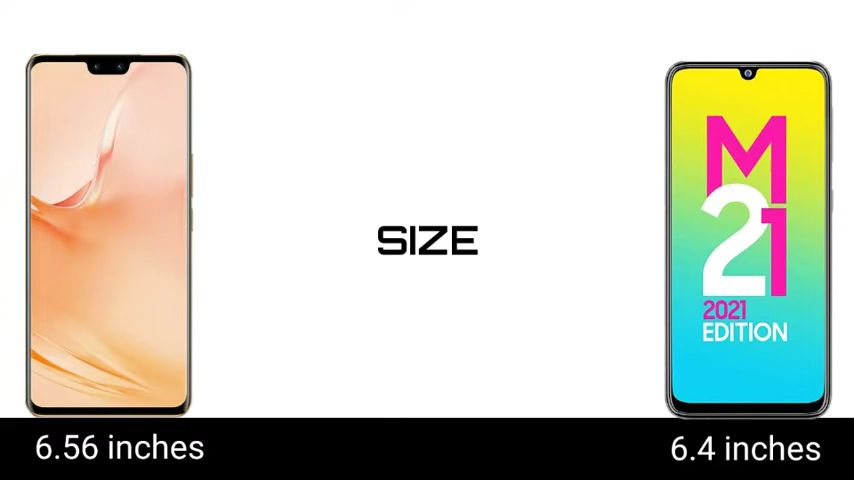 SIZE
M
21
2021
EDITION
6.56 inches
6.4 inches